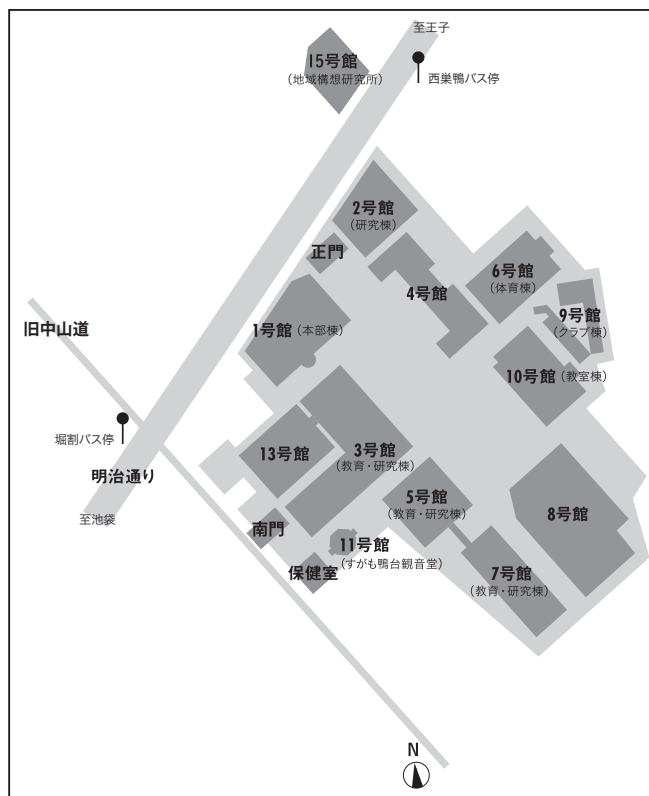 至王子
15号館
(地域構想研究所)
西巣鴨バス停
2号館
(研究棟)
正門
4号館
6号館
(体育棟)
9号館
(クラブ棟)
旧中山道
1号館(本部棟)
10号館(教室棟)
堀割バス停
3号館
(教育・研究棟)
13号館
明治通り
5号館
(教育・研究棟)
8号館
至池袋
南門
11号館
(すがも鴨台観音堂)
保健室
7号館
(教育・研究棟)
N